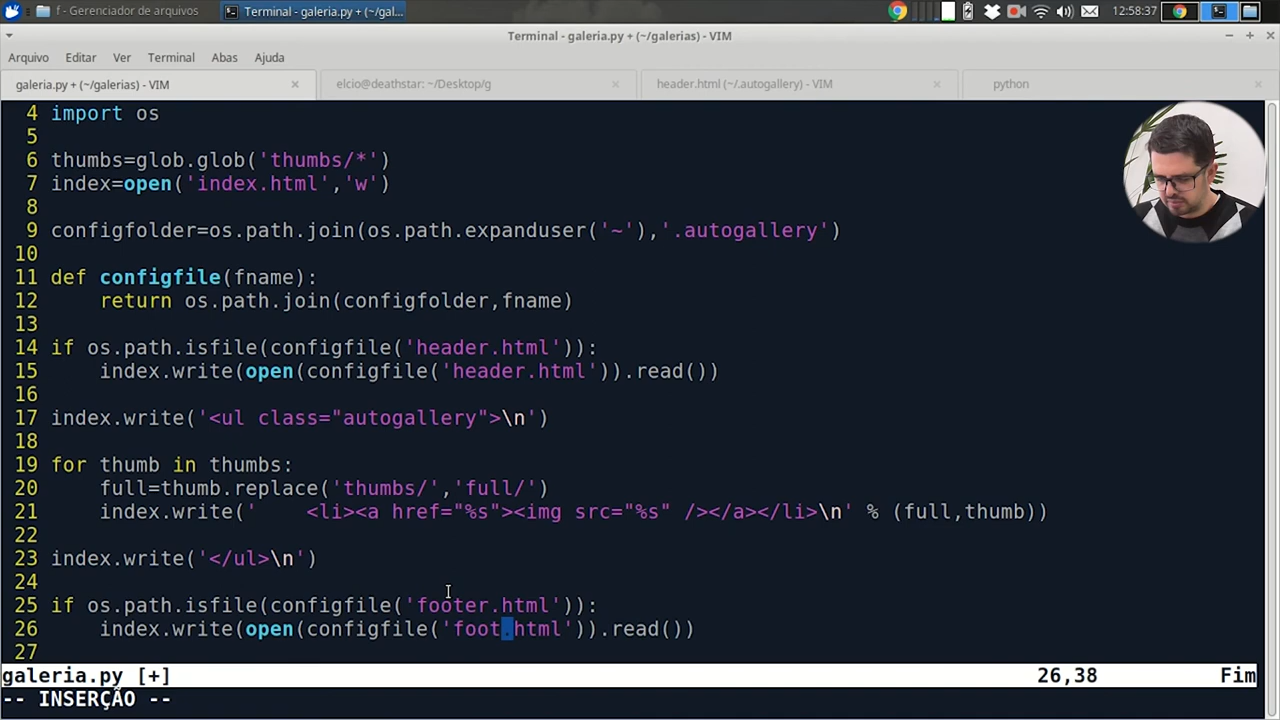 f - Gerenciador de arquivos
Terminal - galeria.py + (~/gal...
12:58:37
Terminal - galeria.py + (~/galerias) - VIM
Arquivo Editar Ver Terminal Abas Ajuda
galeria.py + (~/galerias) - VIM
elcio@deathstar: ~/Desktop/g
header.html (~/.autogallery) - VIM
python
4 import os
5
6 thumbs=glob.glob('thumbs/*')
7 index=open('index.html','w')
8
9 configfolder=os.path.join(os.path.expanduser('~'),'.autogallery')
10
11 def configfile(fname):
12     return os.path.join(configfolder,fname)
13
14 if os.path.isfile(configfile('header.html')):
15     index.write(open(configfile('header.html')).read())
16
17 index.write('<ul class="autogallery">\n')
18
19 for thumb in thumbs:
20     full=thumb.replace('thumbs/','full/')
21     index.write('    <li><a href="%s"><img src="%s" /></a></li>\n' % (full,thumb))
22
23 index.write('</ul>\n')
24
25 if os.path.isfile(configfile('footer.html')):
26     index.write(open(configfile('foot.html')).read())
27
galeria.py [+] 26,38 Fim
-- INSERÇÃO --